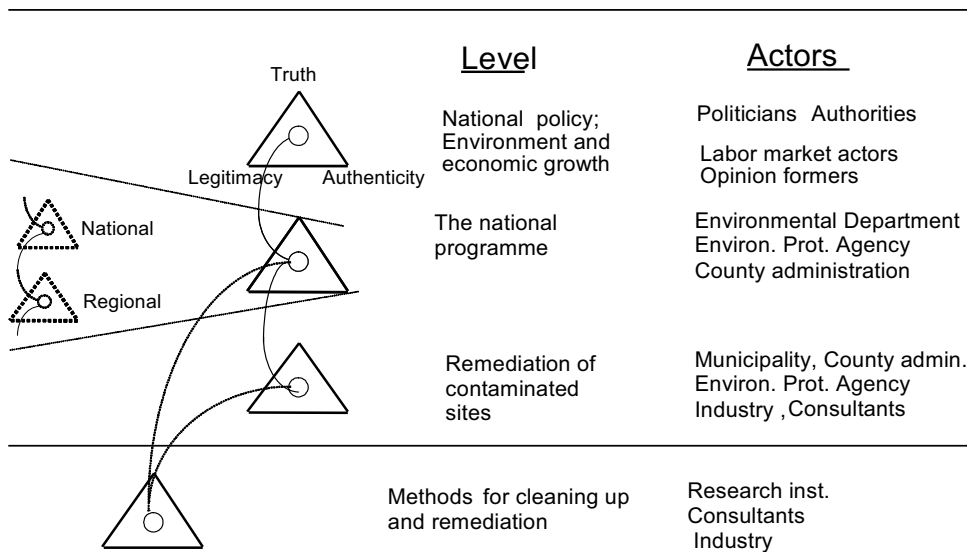 Level
Actors
Truth
National policy;
Environment and
economic growth
Politicians Authorities
Labor market actors
Opinion formers
Legitimacy
Authenticity
National
Regional
The national
programme
Environmental Department
Environ. Prot. Agency
County administration
Remediation of
contaminated
sites
Municipality, County admin.
Environ. Prot. Agency
Industry ,Consultants
Methods for cleaning up
and remediation
Research inst.
Consultants
Industry